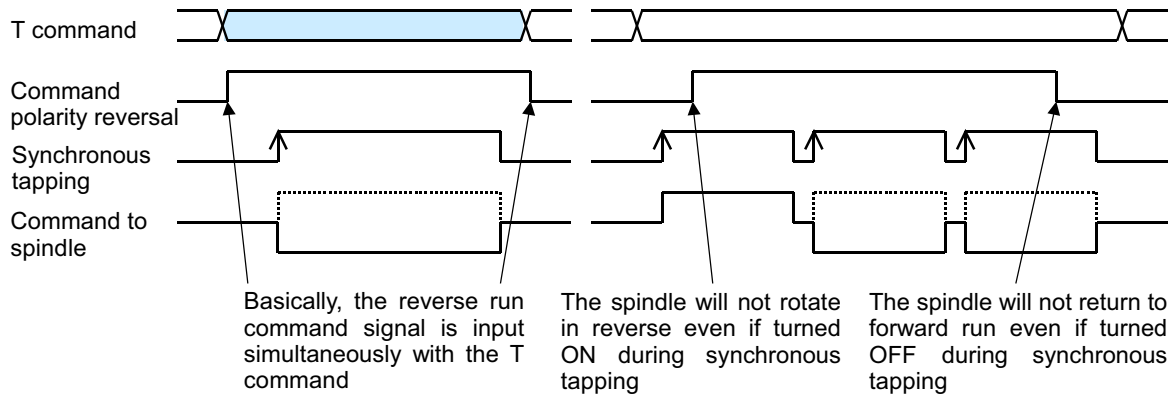 T command
Command
polarity reversal
Synchronous
tapping
Command to
spindle
Basically, the reverse run
command signal is input
simultaneously with the T
command
The spindle will not rotate
in reverse even if turned
ON during synchronous
tapping
The spindle will not return to
forward run even if turned
OFF during synchronous
tapping